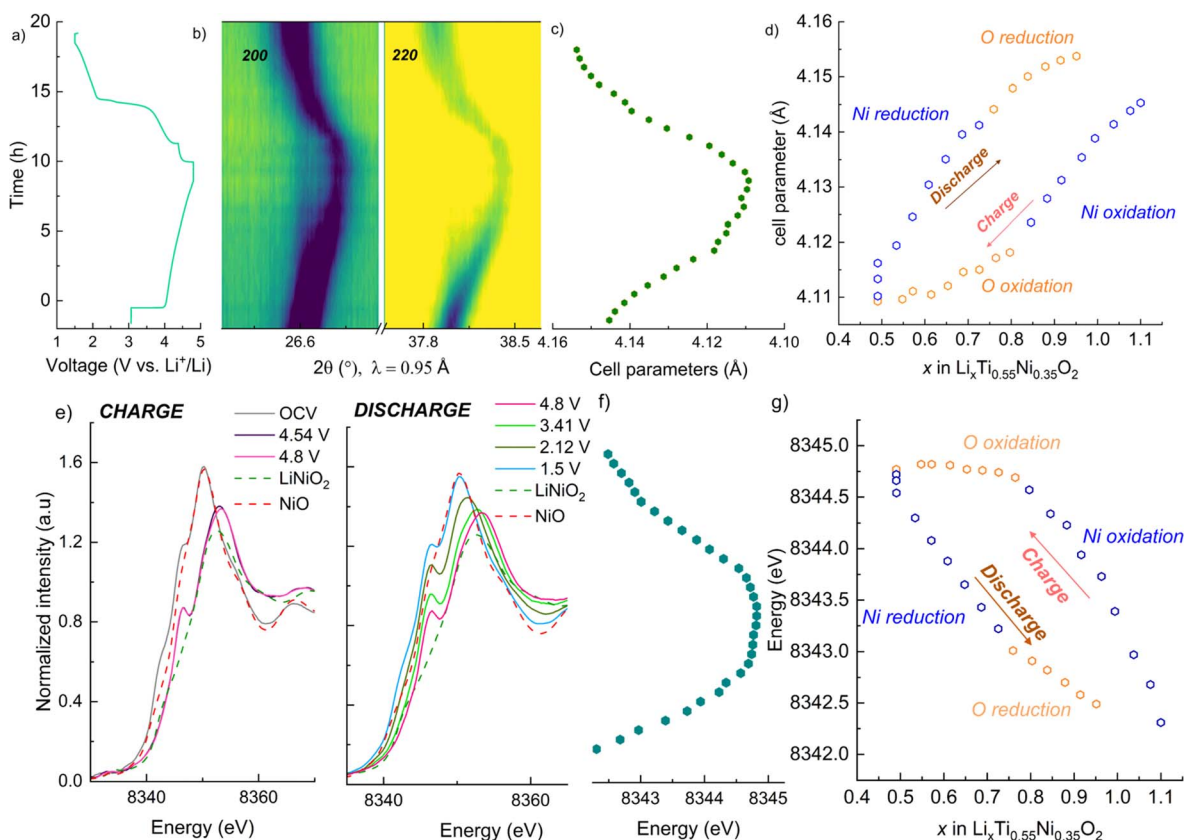 a)
20
15
10
5
0
Time (h)
1 2 3 4 5
Voltage (V vs. Li⁺/Li)
b)
200
220
26.6
37.8 38.5
2θ (°), λ = 0.95 Å
c)
4.16 4.14 4.12 4.10
Cell parameters (Å)
d)
4.16
4.15
4.14
4.13
4.12
4.11
cell parameter (Å)
O reduction
Ni reduction
Discharge
Charge
Ni oxidation
O oxidation
0.4 0.5 0.6 0.7 0.8 0.9 1.0 1.1
x in LiₓTi₀.₅₅Ni₀.₃₅O₂
e)
CHARGE
OCV
4.54 V
4.8 V
LiNiO₂
NiO
1.6
1.2
0.8
0.4
0.0
Normalized intensity (a.u)
8340 8360
Energy (eV)
DISCHARGE
4.8 V
3.41 V
2.12 V
1.5 V
LiNiO₂
NiO
8340 8360
Energy (eV)
f)
8343 8344 8345
Energy (eV)
g)
8345.0
8344.5
8344.0
8343.5
8343.0
8342.5
8342.0
Energy (eV)
O oxidation
Ni oxidation
Charge
Discharge
Ni reduction
O reduction
0.4 0.5 0.6 0.7 0.8 0.9 1.0 1.1
x in LiₓTi₀.₅₅Ni₀.₃₅O₂